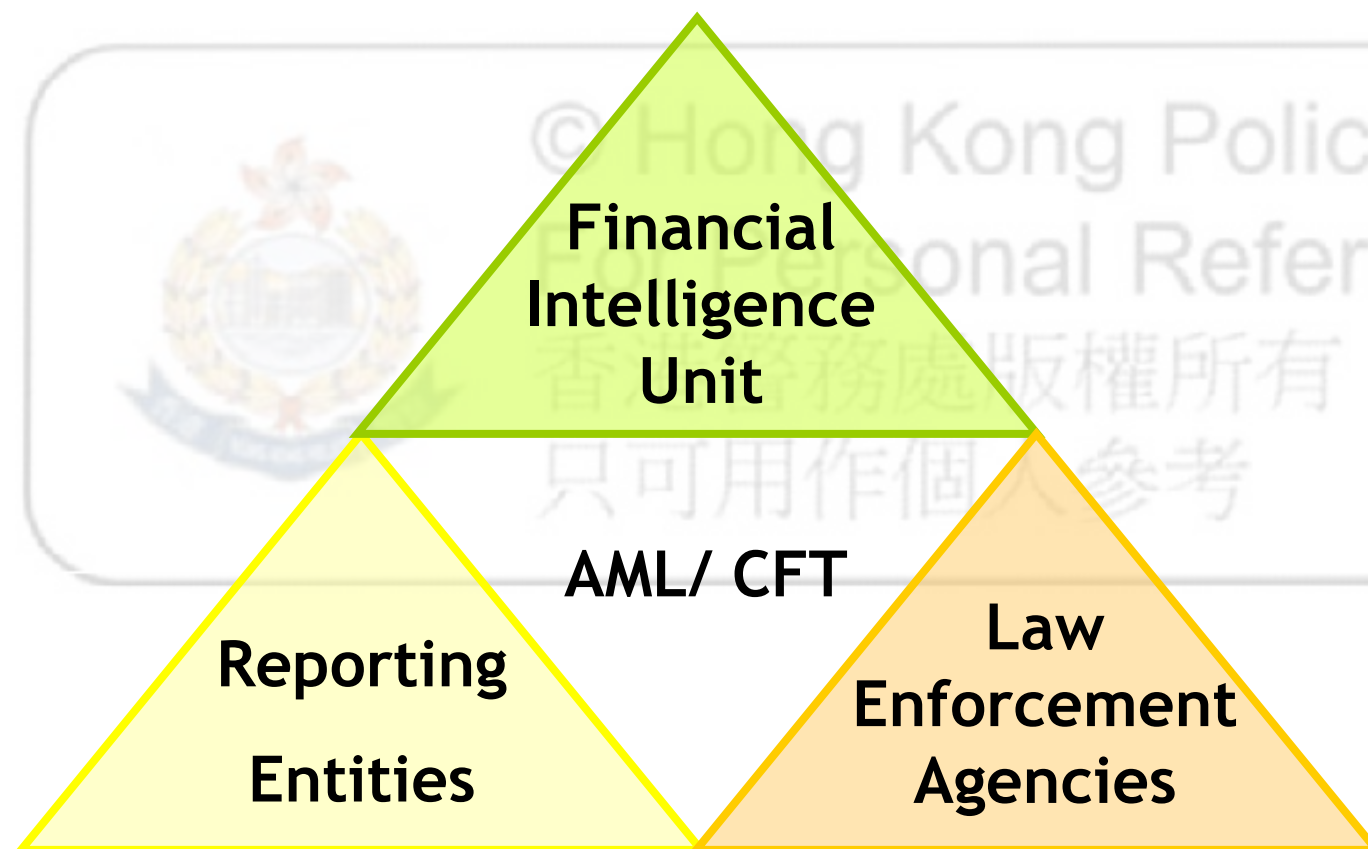 © Hong Kong Polic
For Personal Refer
香港警務處版權所有
只可用作個人參考
Financial
Intelligence
Unit
AML/ CFT
Reporting
Entities
Law
Enforcement
Agencies